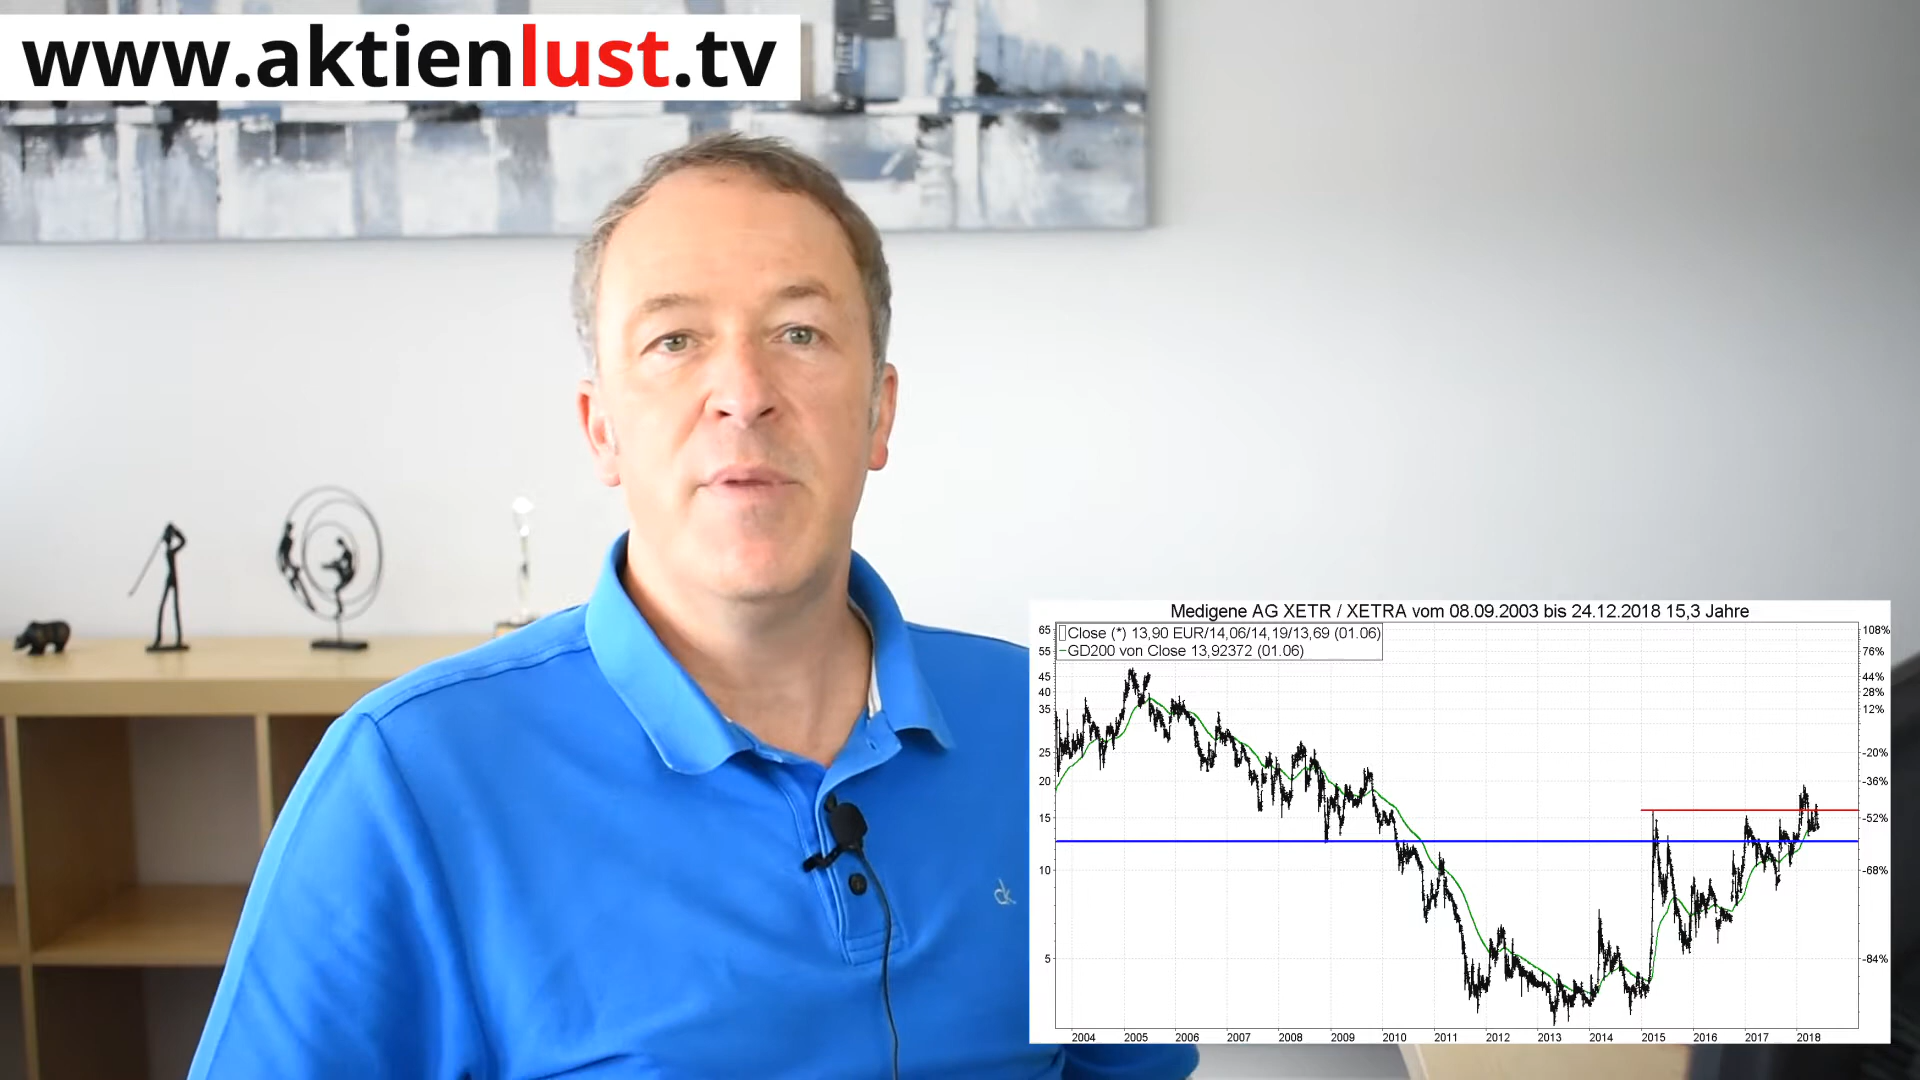 www.aktienlust.tv
ck
Medigene AG XETR / XETRA vom 08.09.2003 bis 24.12.2018 15,3 Jahre
Close (*) 13,90 EUR/14,06/14,19/13,69 (01.06)
GD200 von Close 13,92372 (01.06)
65 108%
55 76%
45 44%
40 28%
35 12%
25 -20%
20 -36%
15 -52%
10 -68%
5 -84%
2004 2005 2006 2007 2008 2009 2010 2011 2012 2013 2014 2015 2016 2017 2018